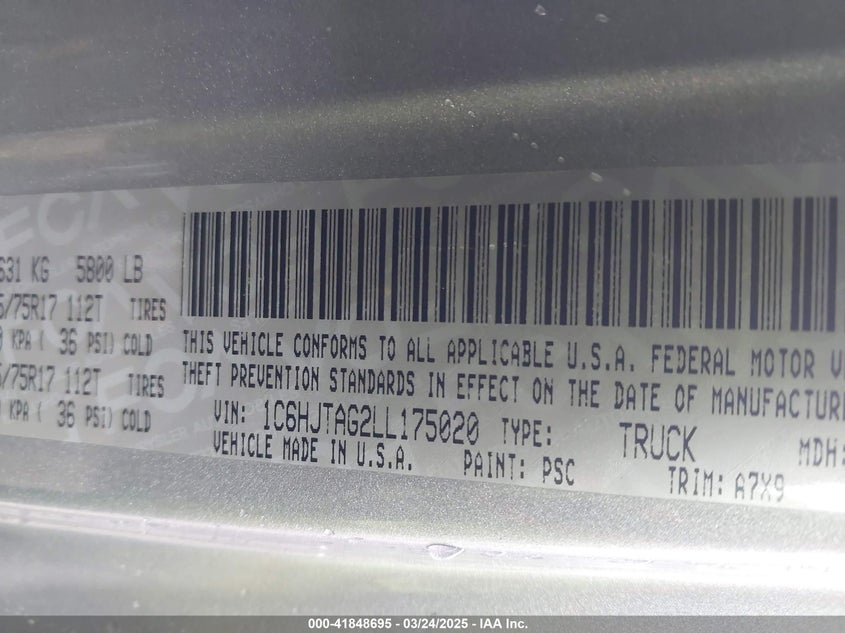 631 KG 5800 LB
/75R17 112T TIRES
KPA ( 36 PSI) COLD
/75R17 112T TIRES
KPA ( 36 PSI) COLD
THIS VEHICLE CONFORMS TO ALL APPLICABLE U.S.A. FEDERAL MOTOR V
THEFT PREVENTION STANDARDS IN EFFECT ON THE DATE OF MANUFACTUR
VIN: 1C6HJTAG2LL175020 TYPE: TRUCK MDH:
VEHICLE MADE IN U.S.A. PAINT: PSC TRIM: A7X9
000-41848695 - 03/24/2025 - IAA Inc.